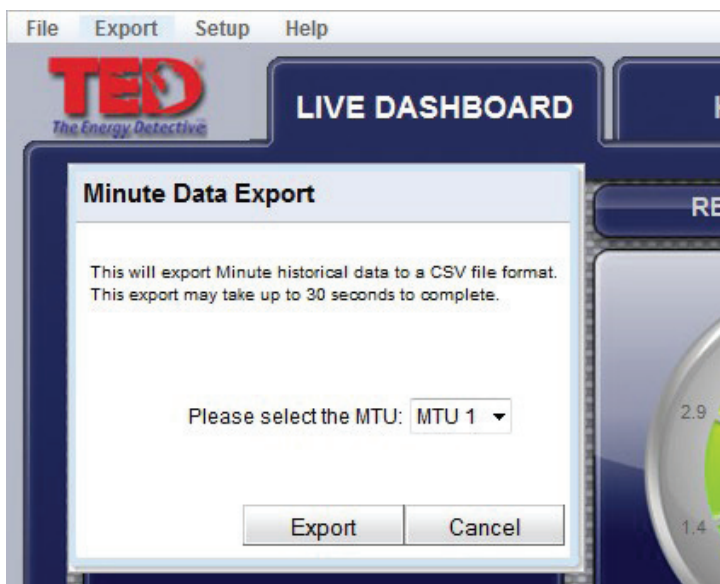 File Export Setup Help
TED
The Energy Detective
LIVE DASHBOARD
Minute Data Export
This will export Minute historical data to a CSV file format.
This export may take up to 30 seconds to complete.
Please select the MTU: MTU 1
Export Cancel
2.9
1.4